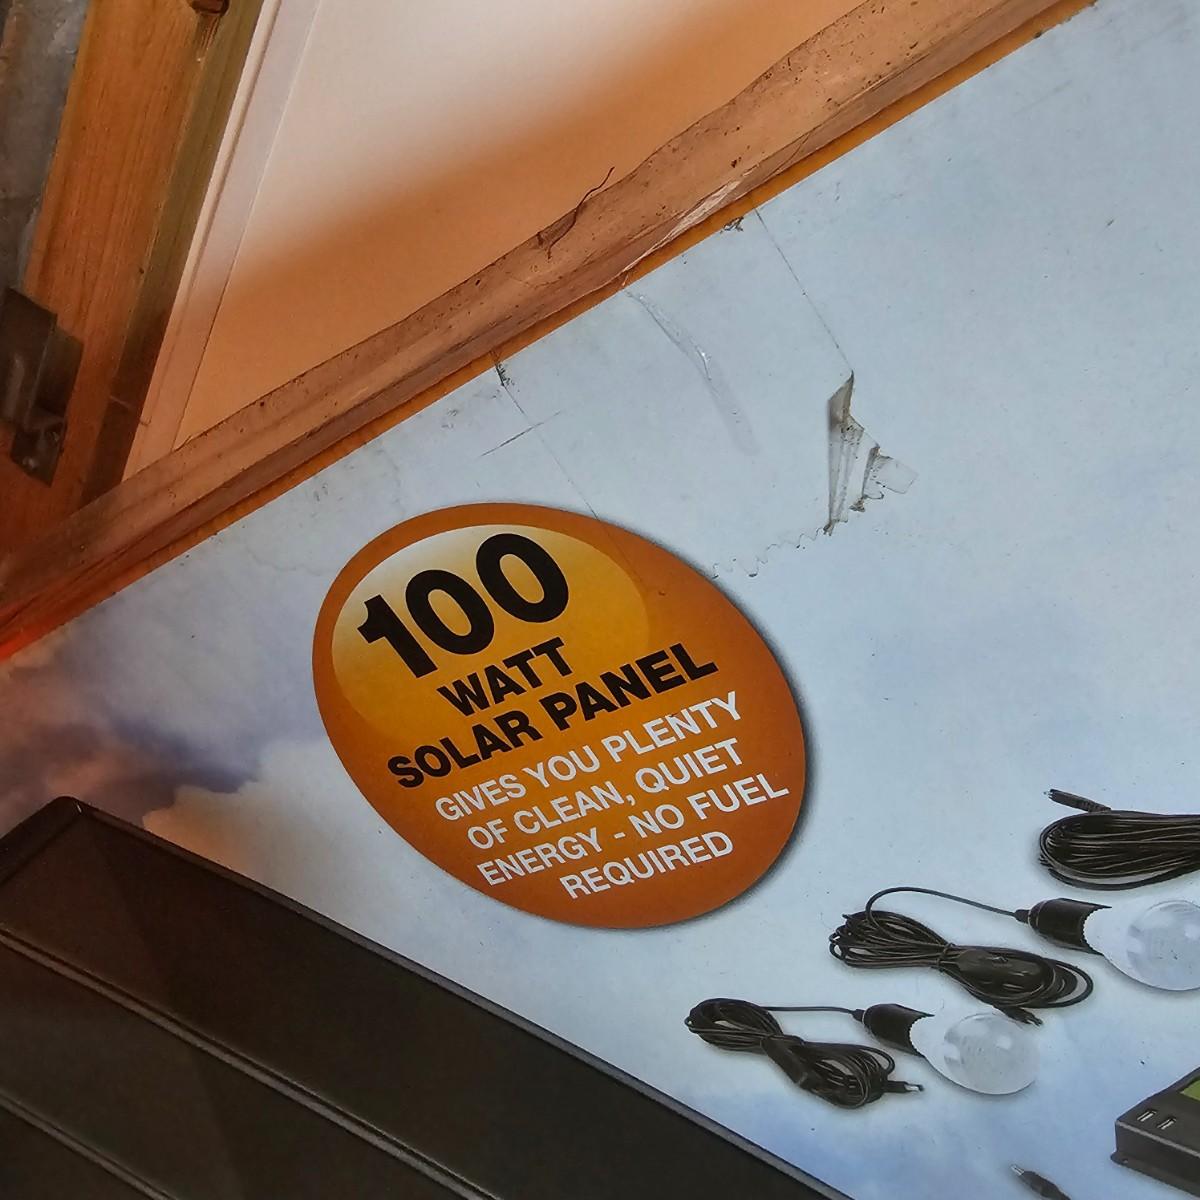 100
WATT
SOLAR PANEL
GIVES YOU PLENTY
OF CLEAN, QUIET
ENERGY - NO FUEL
REQUIRED